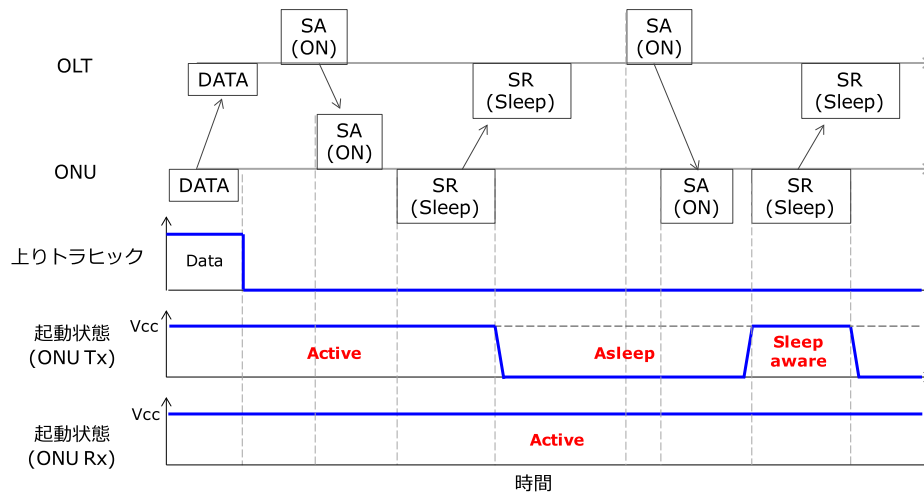 SA
(ON)
SA
(ON)
OLT
DATA
SR
(Sleep)
SR
(Sleep)
SA
(ON)
ONU
DATA
SR
(Sleep)
SA
(ON)
SR
(Sleep)
上りトラヒック
Data
起動状態
(ONU Tx)
Vcc
Active
Asleep
Sleep
aware
起動状態
(ONU Rx)
Vcc
Active
時間